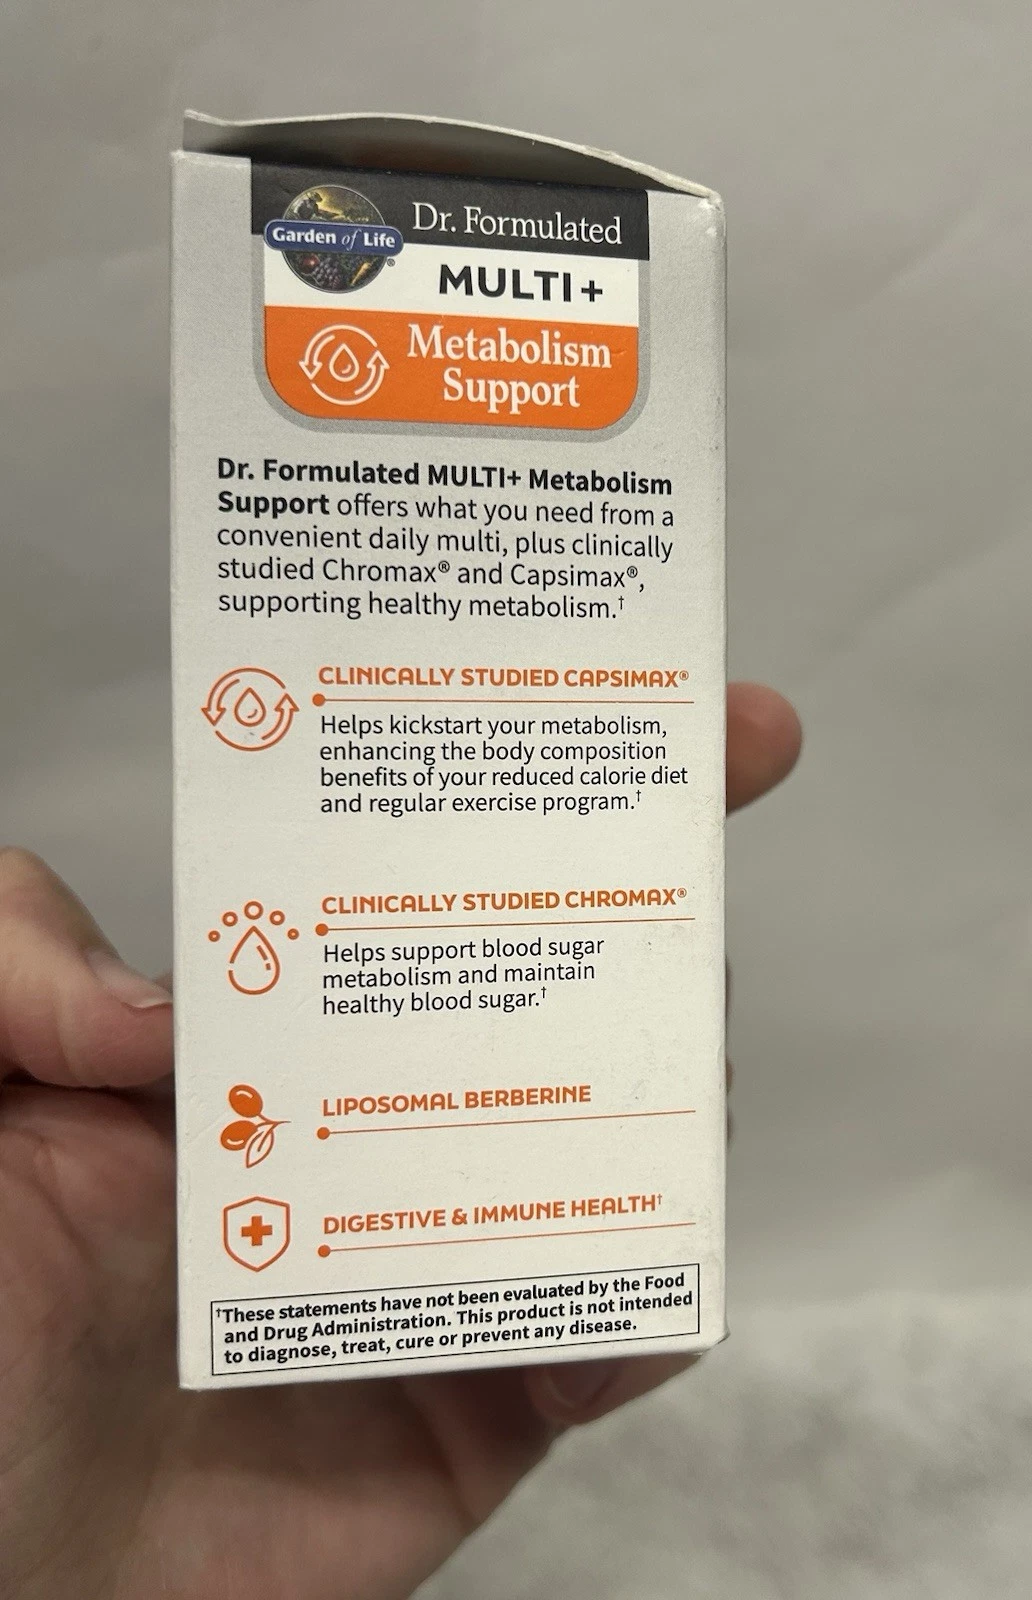 Garden of Life®
Dr. Formulated
MULTI+
Metabolism
Support
Dr. Formulated MULTI+ Metabolism
Support offers what you need from a
convenient daily multi, plus clinically
studied Chromax® and Capsimax®,
supporting healthy metabolism.†
CLINICALLY STUDIED CAPSIMAX®
Helps kickstart your metabolism,
enhancing the body composition
benefits of your reduced calorie diet
and regular exercise program.†
CLINICALLY STUDIED CHROMAX®
Helps support blood sugar
metabolism and maintain
healthy blood sugar.†
LIPOSOMAL BERBERINE
DIGESTIVE & IMMUNE HEALTH†
†These statements have not been evaluated by the Food
and Drug Administration. This product is not intended
to diagnose, treat, cure or prevent any disease.